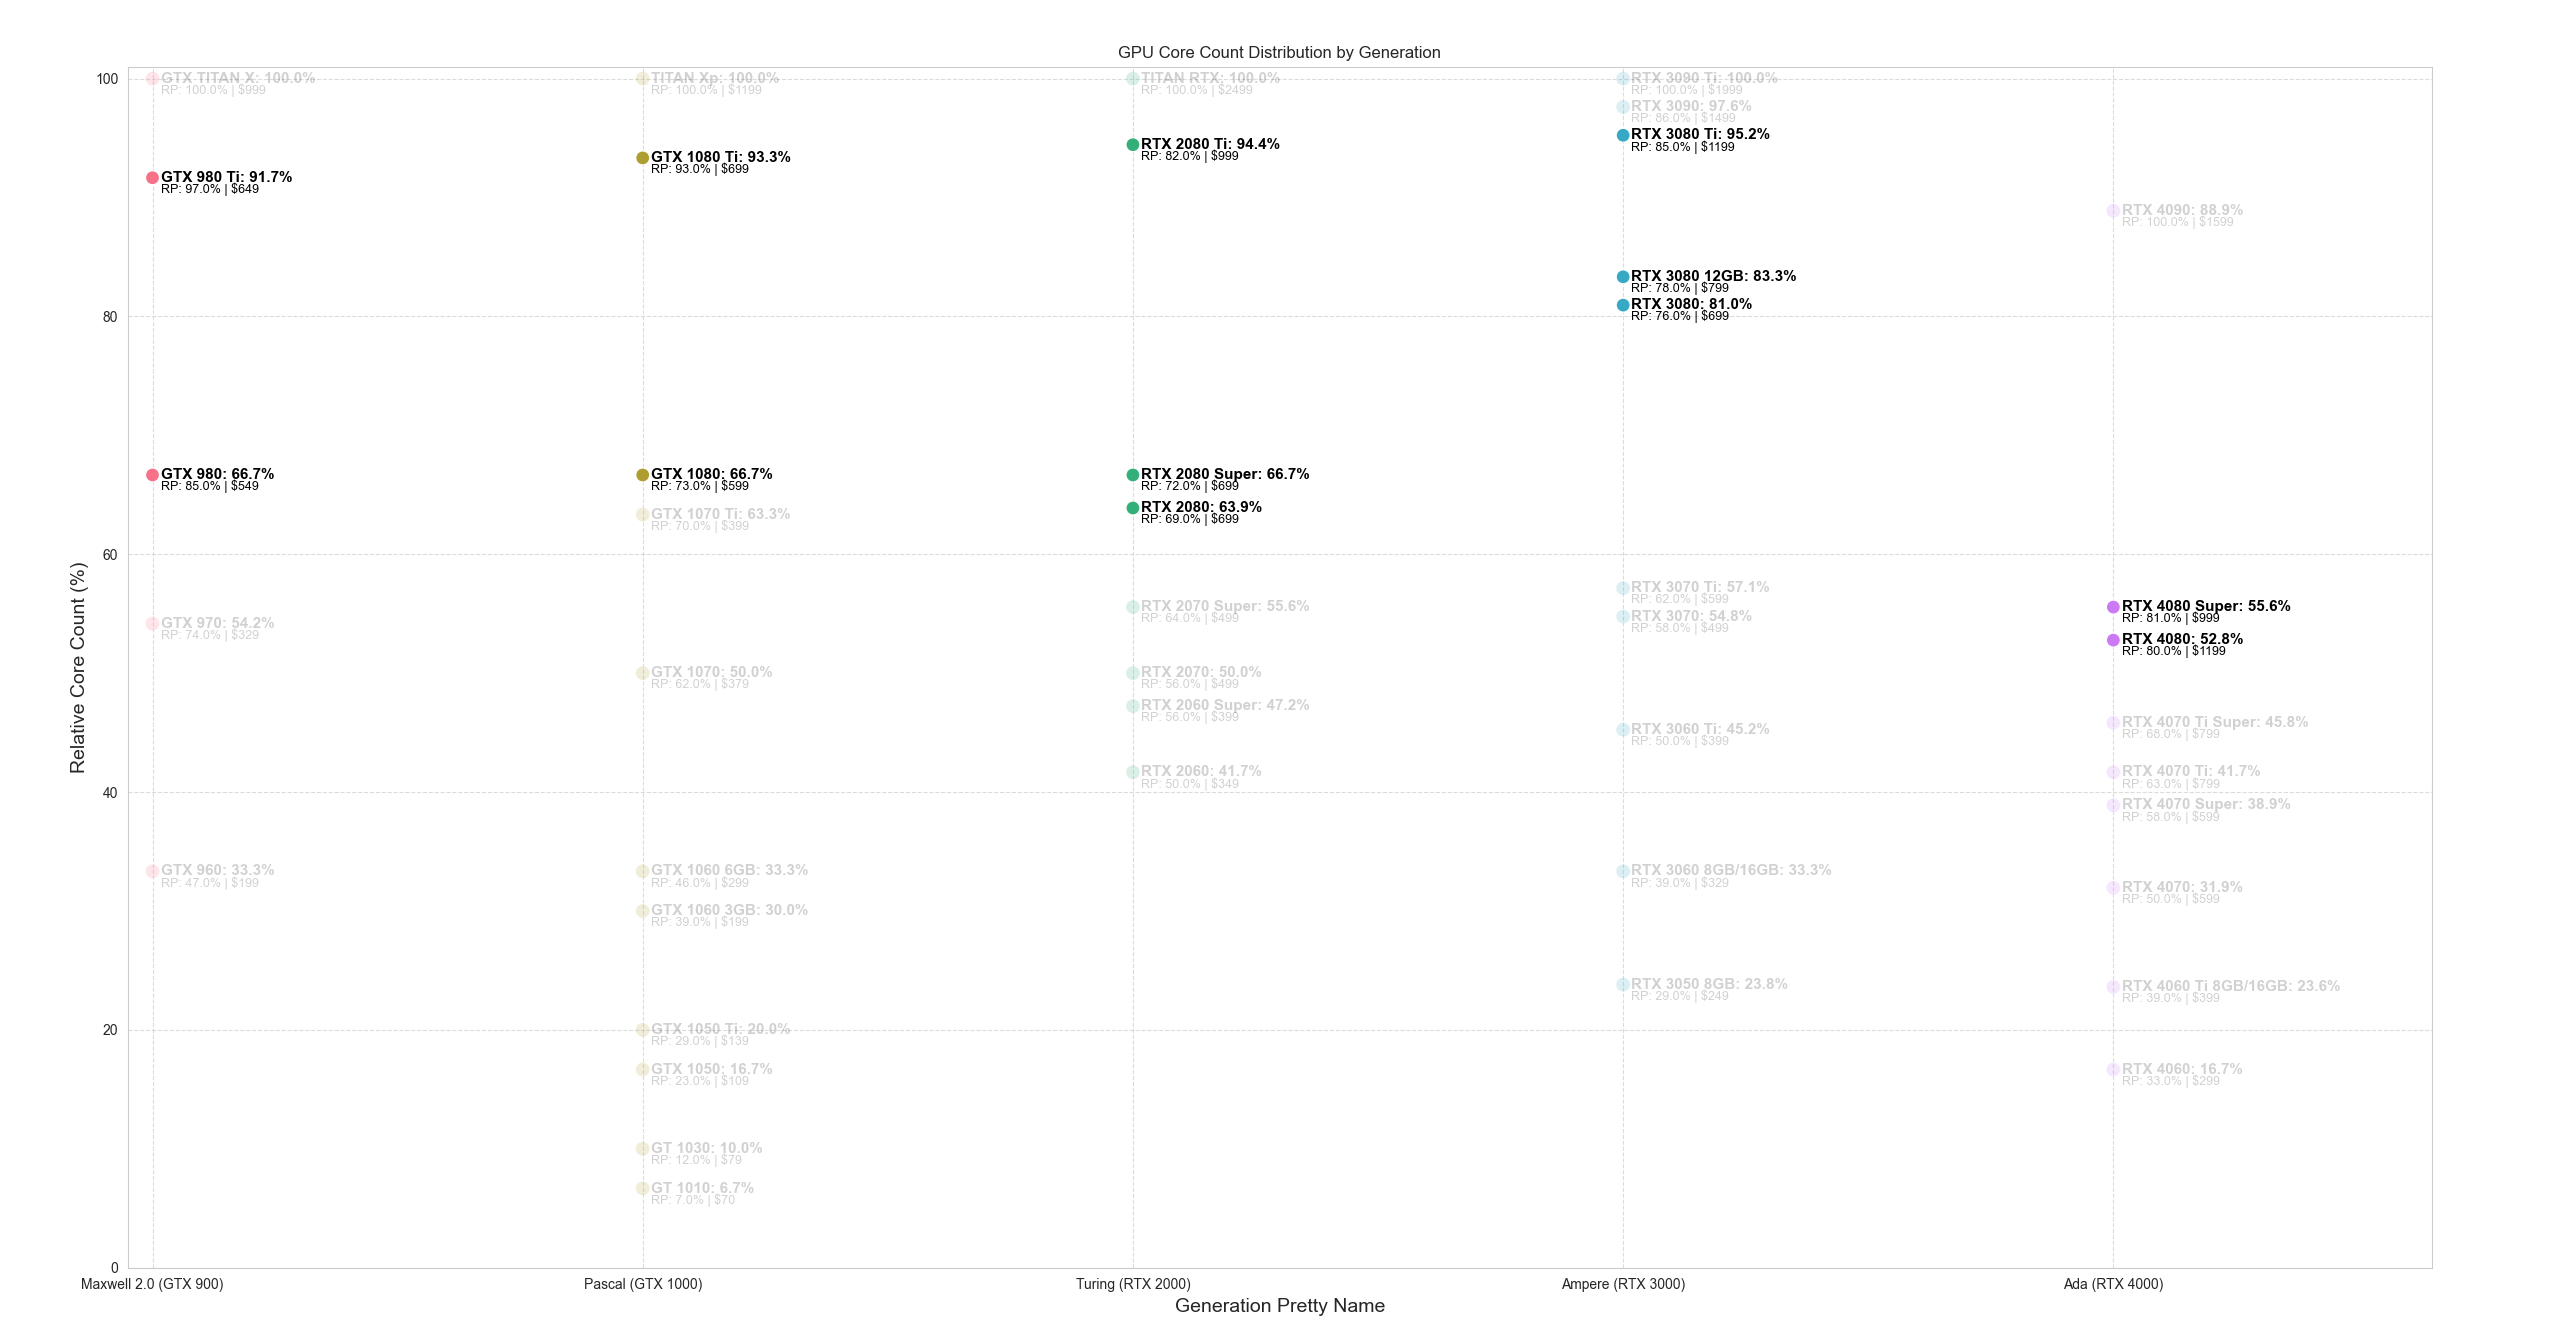 GPU Core Count Distribution by Generation
Relative Core Count (%)
100
80
60
40
20
0
GTX TITAN X: 100.0%
RP: 100.0% | $999
GTX 980 Ti: 91.7%
RP: 97.0% | $649
GTX 980: 66.7%
RP: 85.0% | $549
GTX 970: 54.2%
RP: 74.0% | $329
GTX 960: 33.3%
RP: 47.0% | $199
TITAN Xp: 100.0%
RP: 100.0% | $1199
GTX 1080 Ti: 93.3%
RP: 93.0% | $699
GTX 1080: 66.7%
RP: 73.0% | $599
GTX 1070 Ti: 63.3%
RP: 70.0% | $399
GTX 1070: 50.0%
RP: 62.0% | $379
GTX 1060 6GB: 33.3%
RP: 46.0% | $299
GTX 1060 3GB: 30.0%
RP: 39.0% | $199
GTX 1050 Ti: 20.0%
RP: 29.0% | $139
GTX 1050: 16.7%
RP: 23.0% | $109
GT 1030: 10.0%
RP: 12.0% | $79
GT 1010: 6.7%
RP: 7.0% | $70
TITAN RTX: 100.0%
RP: 100.0% | $2499
RTX 2080 Ti: 94.4%
RP: 82.0% | $999
RTX 2080 Super: 66.7%
RP: 72.0% | $699
RTX 2080: 63.9%
RP: 69.0% | $699
RTX 2070 Super: 55.6%
RP: 64.0% | $499
RTX 2070: 50.0%
RP: 56.0% | $499
RTX 2060 Super: 47.2%
RP: 56.0% | $399
RTX 2060: 41.7%
RP: 50.0% | $349
RTX 3090 Ti: 100.0%
RP: 100.0% | $1999
RTX 3090: 97.6%
RP: 86.0% | $1499
RTX 3080 Ti: 95.2%
RP: 85.0% | $1199
RTX 3080 12GB: 83.3%
RP: 78.0% | $799
RTX 3080: 81.0%
RP: 76.0% | $699
RTX 3070 Ti: 57.1%
RP: 62.0% | $599
RTX 3070: 54.8%
RP: 58.0% | $499
RTX 3060 Ti: 45.2%
RP: 50.0% | $399
RTX 3060 8GB/16GB: 33.3%
RP: 39.0% | $329
RTX 3050 8GB: 23.8%
RP: 29.0% | $249
RTX 4090: 88.9%
RP: 100.0% | $1599
RTX 4080 Super: 55.6%
RP: 81.0% | $999
RTX 4080: 52.8%
RP: 80.0% | $1199
RTX 4070 Ti Super: 45.8%
RP: 68.0% | $799
RTX 4070 Ti: 41.7%
RP: 63.0% | $799
RTX 4070 Super: 38.9%
RP: 58.0% | $599
RTX 4070: 31.9%
RP: 50.0% | $599
RTX 4060 Ti 8GB/16GB: 23.6%
RP: 39.0% | $399
RTX 4060: 16.7%
RP: 33.0% | $299
Maxwell 2.0 (GTX 900)
Pascal (GTX 1000)
Turing (RTX 2000)
Ampere (RTX 3000)
Ada (RTX 4000)
Generation Pretty Name